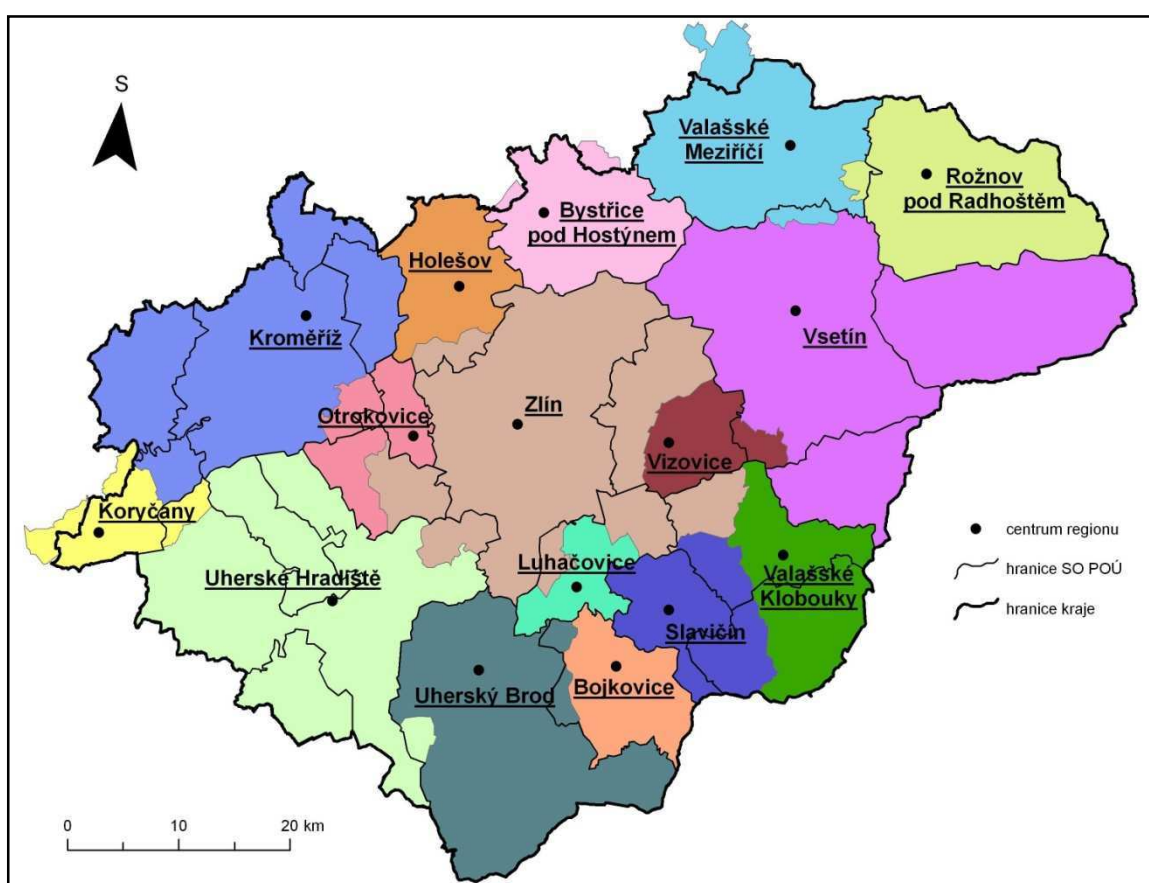 S
Valašské
Meziříčí
Rožnov
pod Radhoštěm
Bystřice
pod Hostýnem
Holešov
Kroměříž
Vsetín
Otrokovice
Zlín
Vizovice
Koryčany
centrum regionu
Luhačovice
hranice SO POÚ
Uherské Hradiště
Valašské
Klobouky
hranice kraje
Slavičín
Uherský Brod
Bojkovice
0 10 20 km